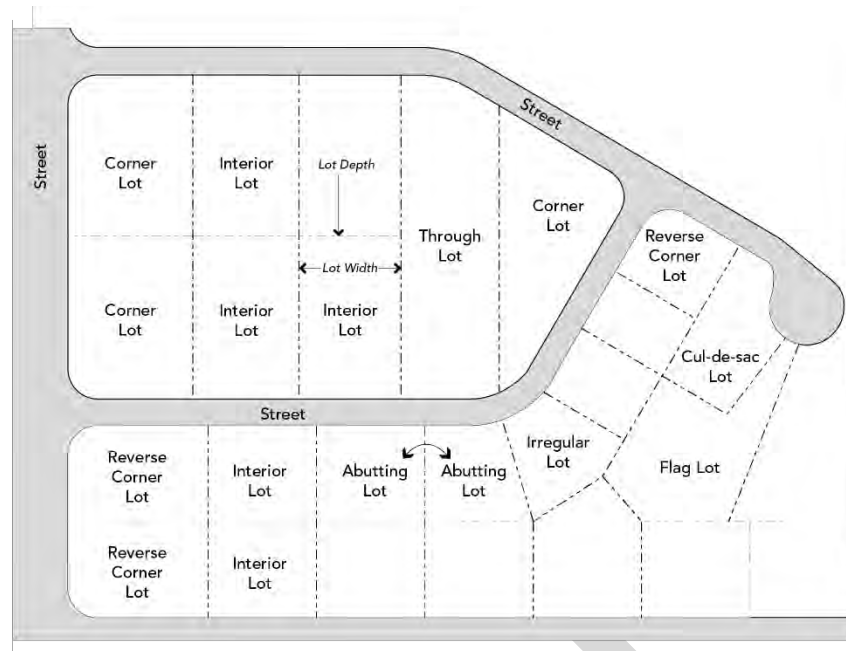 Street
Street
Corner
Lot
Interior
Lot
Lot Depth
Through
Lot
Corner
Lot
Reverse
Corner
Lot
Lot Width
Corner
Lot
Interior
Lot
Interior
Lot
Cul-de-sac
Lot
Street
Reverse
Corner
Lot
Interior
Lot
Abutting
Lot
Abutting
Lot
Irregular
Lot
Flag Lot
Reverse
Corner
Lot
Interior
Lot